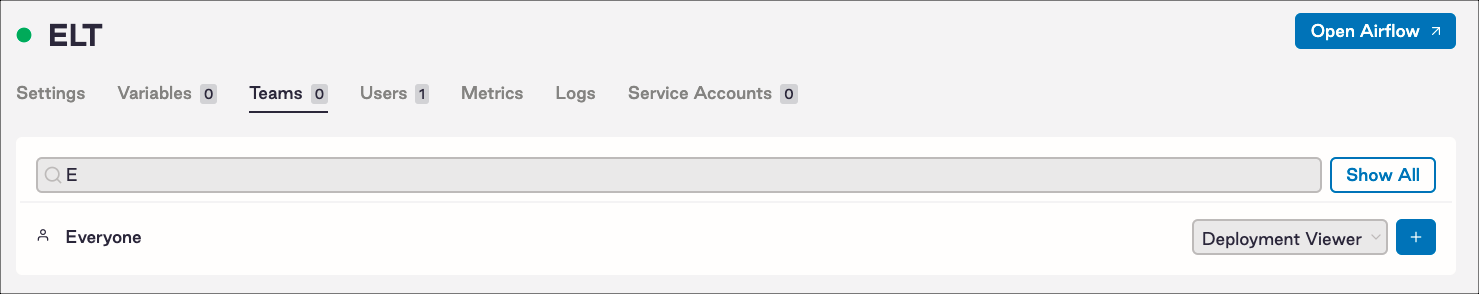 ELT
Open Airflow
Settings Variables 0 Teams 0 Users 1 Metrics Logs Service Accounts 0
E
Show All
Everyone
Deployment Viewer
+